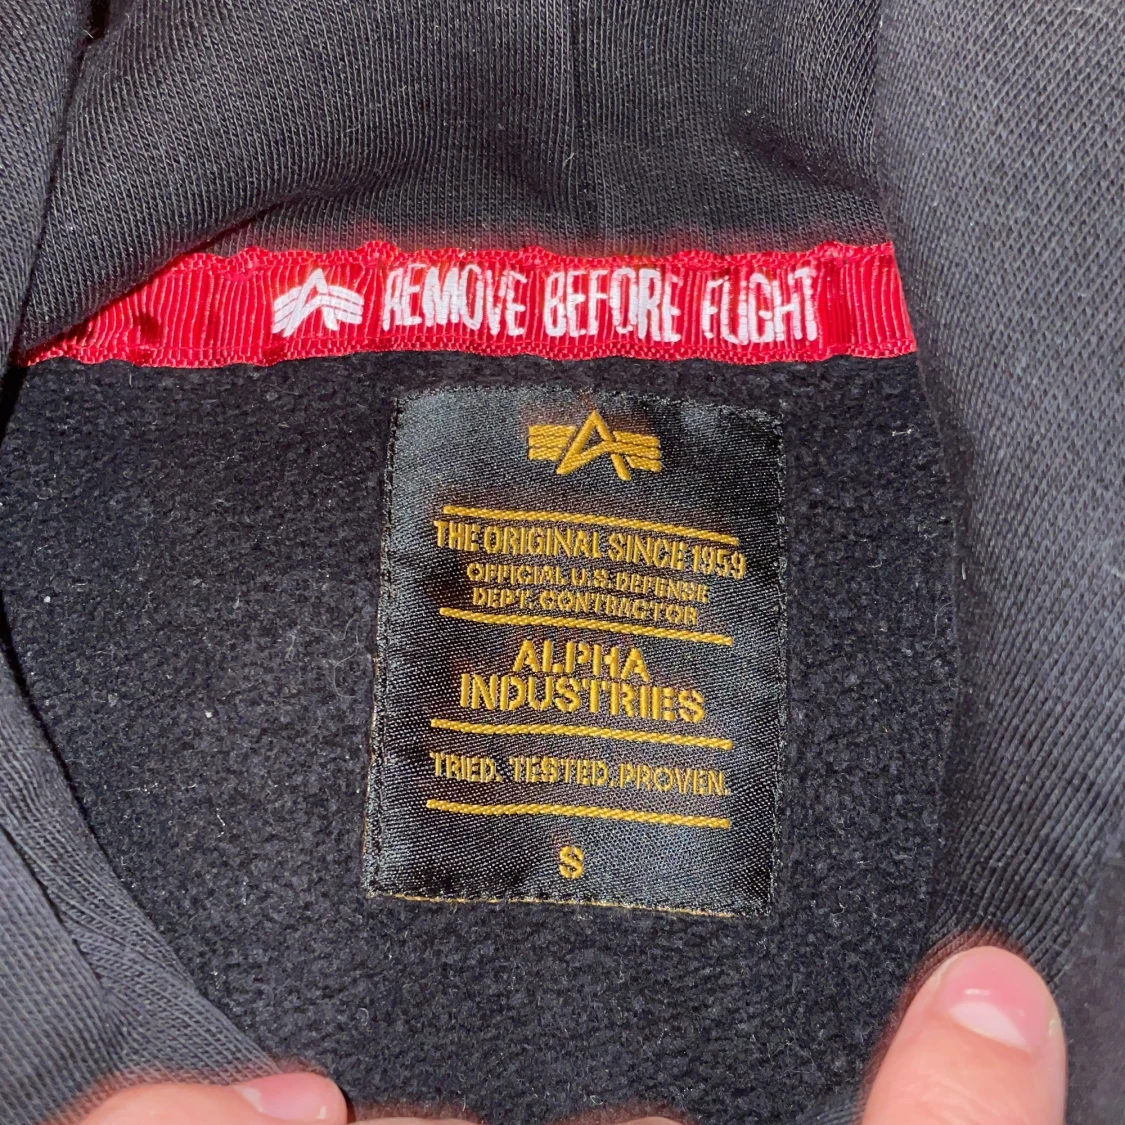 REMOVE BEFORE FLIGHT
THE ORIGINAL SINCE 1959
OFFICIAL U.S. DEFENSE
DEPT. CONTRACTOR
ALPHA
INDUSTRIES
TRIED. TESTED. PROVEN.
S